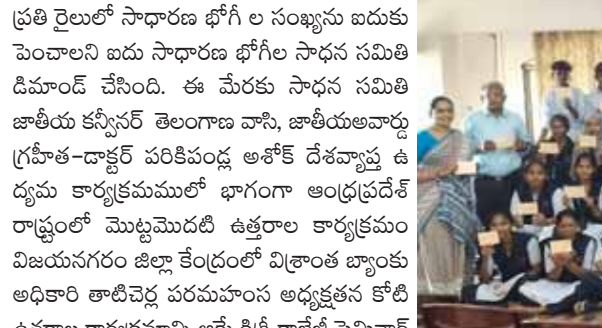 ప్రతి రైలులో సాధారణ భోగీ ల సంఖ్యను ఐదుకు
పెంచాలని ఐదు సాధారణ భోగీల సాధన సమితి
డిమాండ్ చేసింది. ఈ మేరకు సాధన సమితి
జాతీయ కన్వీనర్ తెలంగాణ వాసి, జాతీయఅవార్డు
గ్రహీత-డాక్టర్ పరికిపండ్ల అశోక్ దేశవ్యాప్త ఉ
ద్యమ కార్యక్రమములో భాగంగా ఆంధ్రప్రదేశ్
రాష్ట్రంలో మొట్టమొదటి ఉత్తరాల కార్యక్రమం
విజయనగరం జిల్లా కేంద్రంలో విశ్రాంత బ్యాంకు
అధికారి తాటిచెర్ల పరమహంస అధ్యక్షతన కోటి